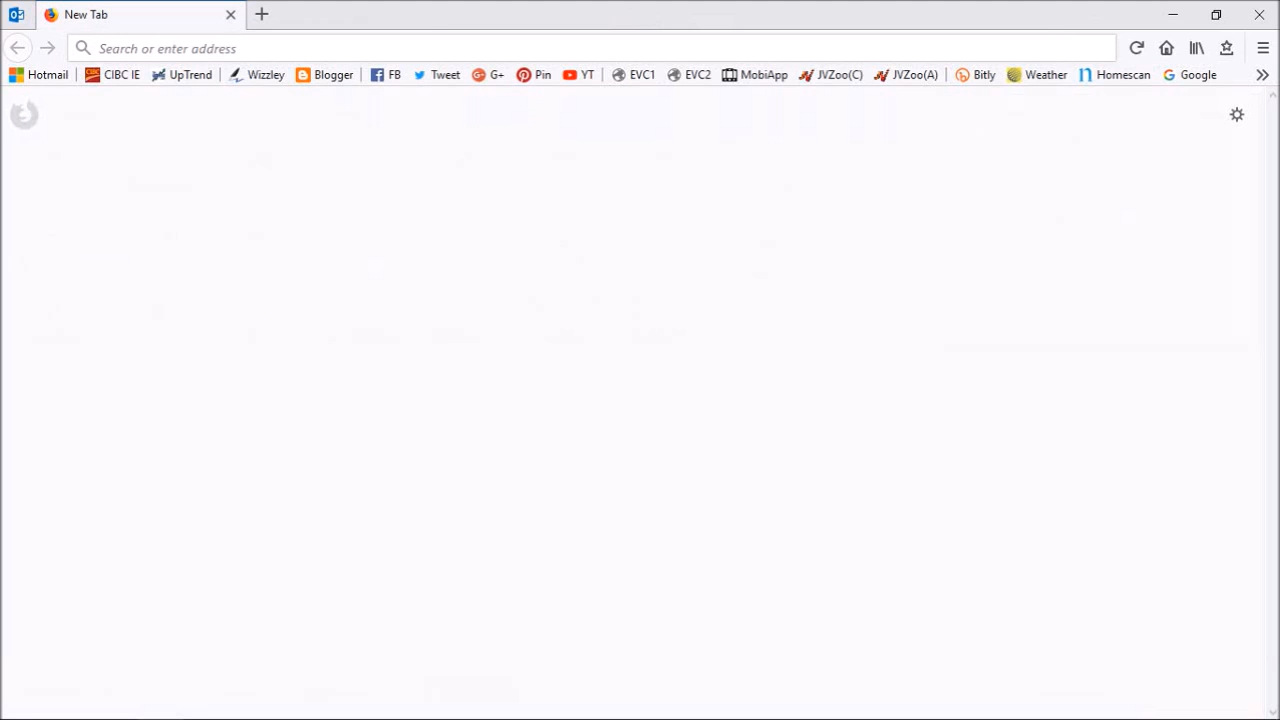 New Tab
Search or enter address
Hotmail CIBC IE UpTrend Wizzley Blogger FB Tweet G+ Pin YT EVC1 EVC2 MobiApp JVZoo(C) JVZoo(A) Bitly Weather Homescan Google